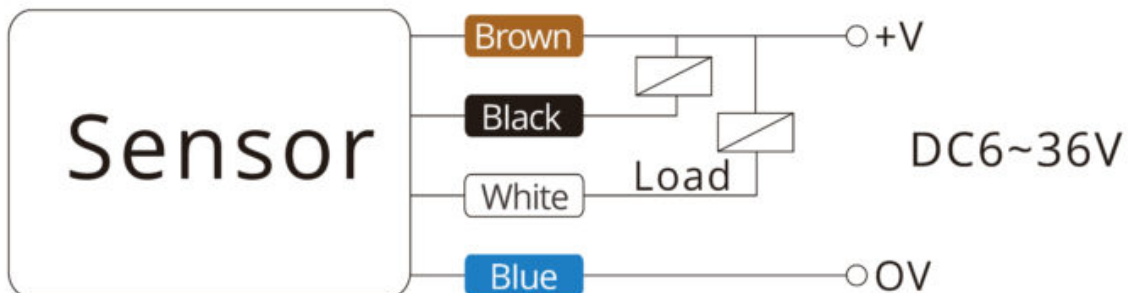 Sensor
Brown
+V
Black
Load
DC6~36V
White
Blue
OV